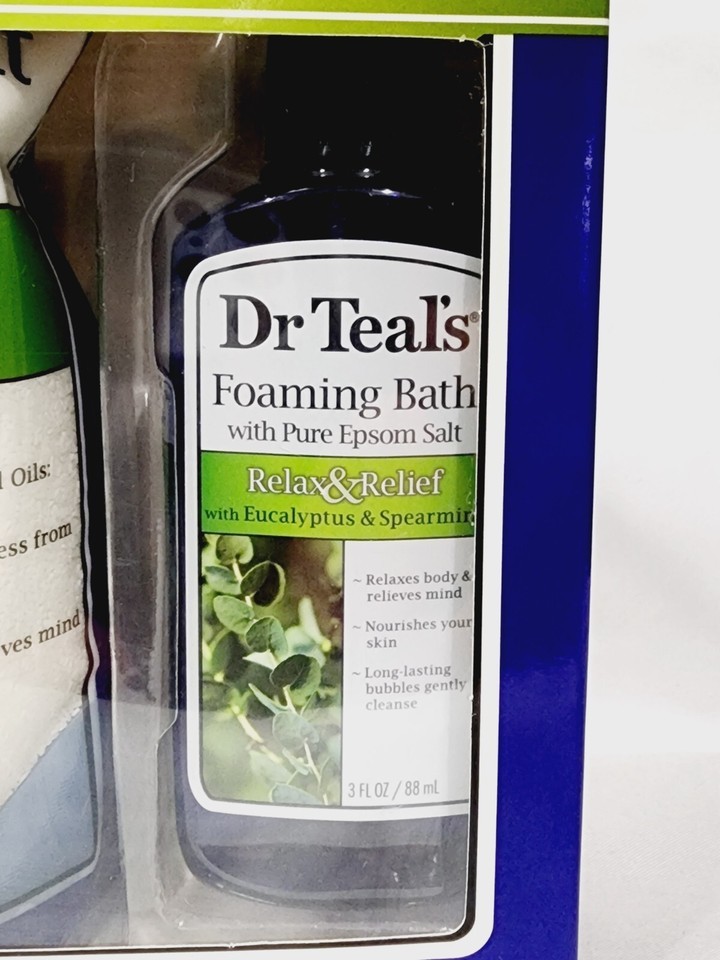 l Oils:
ess from
ves mind
Dr Teal's®
Foaming Bath
with Pure Epsom Salt
Relax&Relief
with Eucalyptus & Spearmin
~ Relaxes body &
relieves mind
~ Nourishes your
skin
~ Long-lasting
bubbles gently
cleanse
3 FL OZ / 88 mL